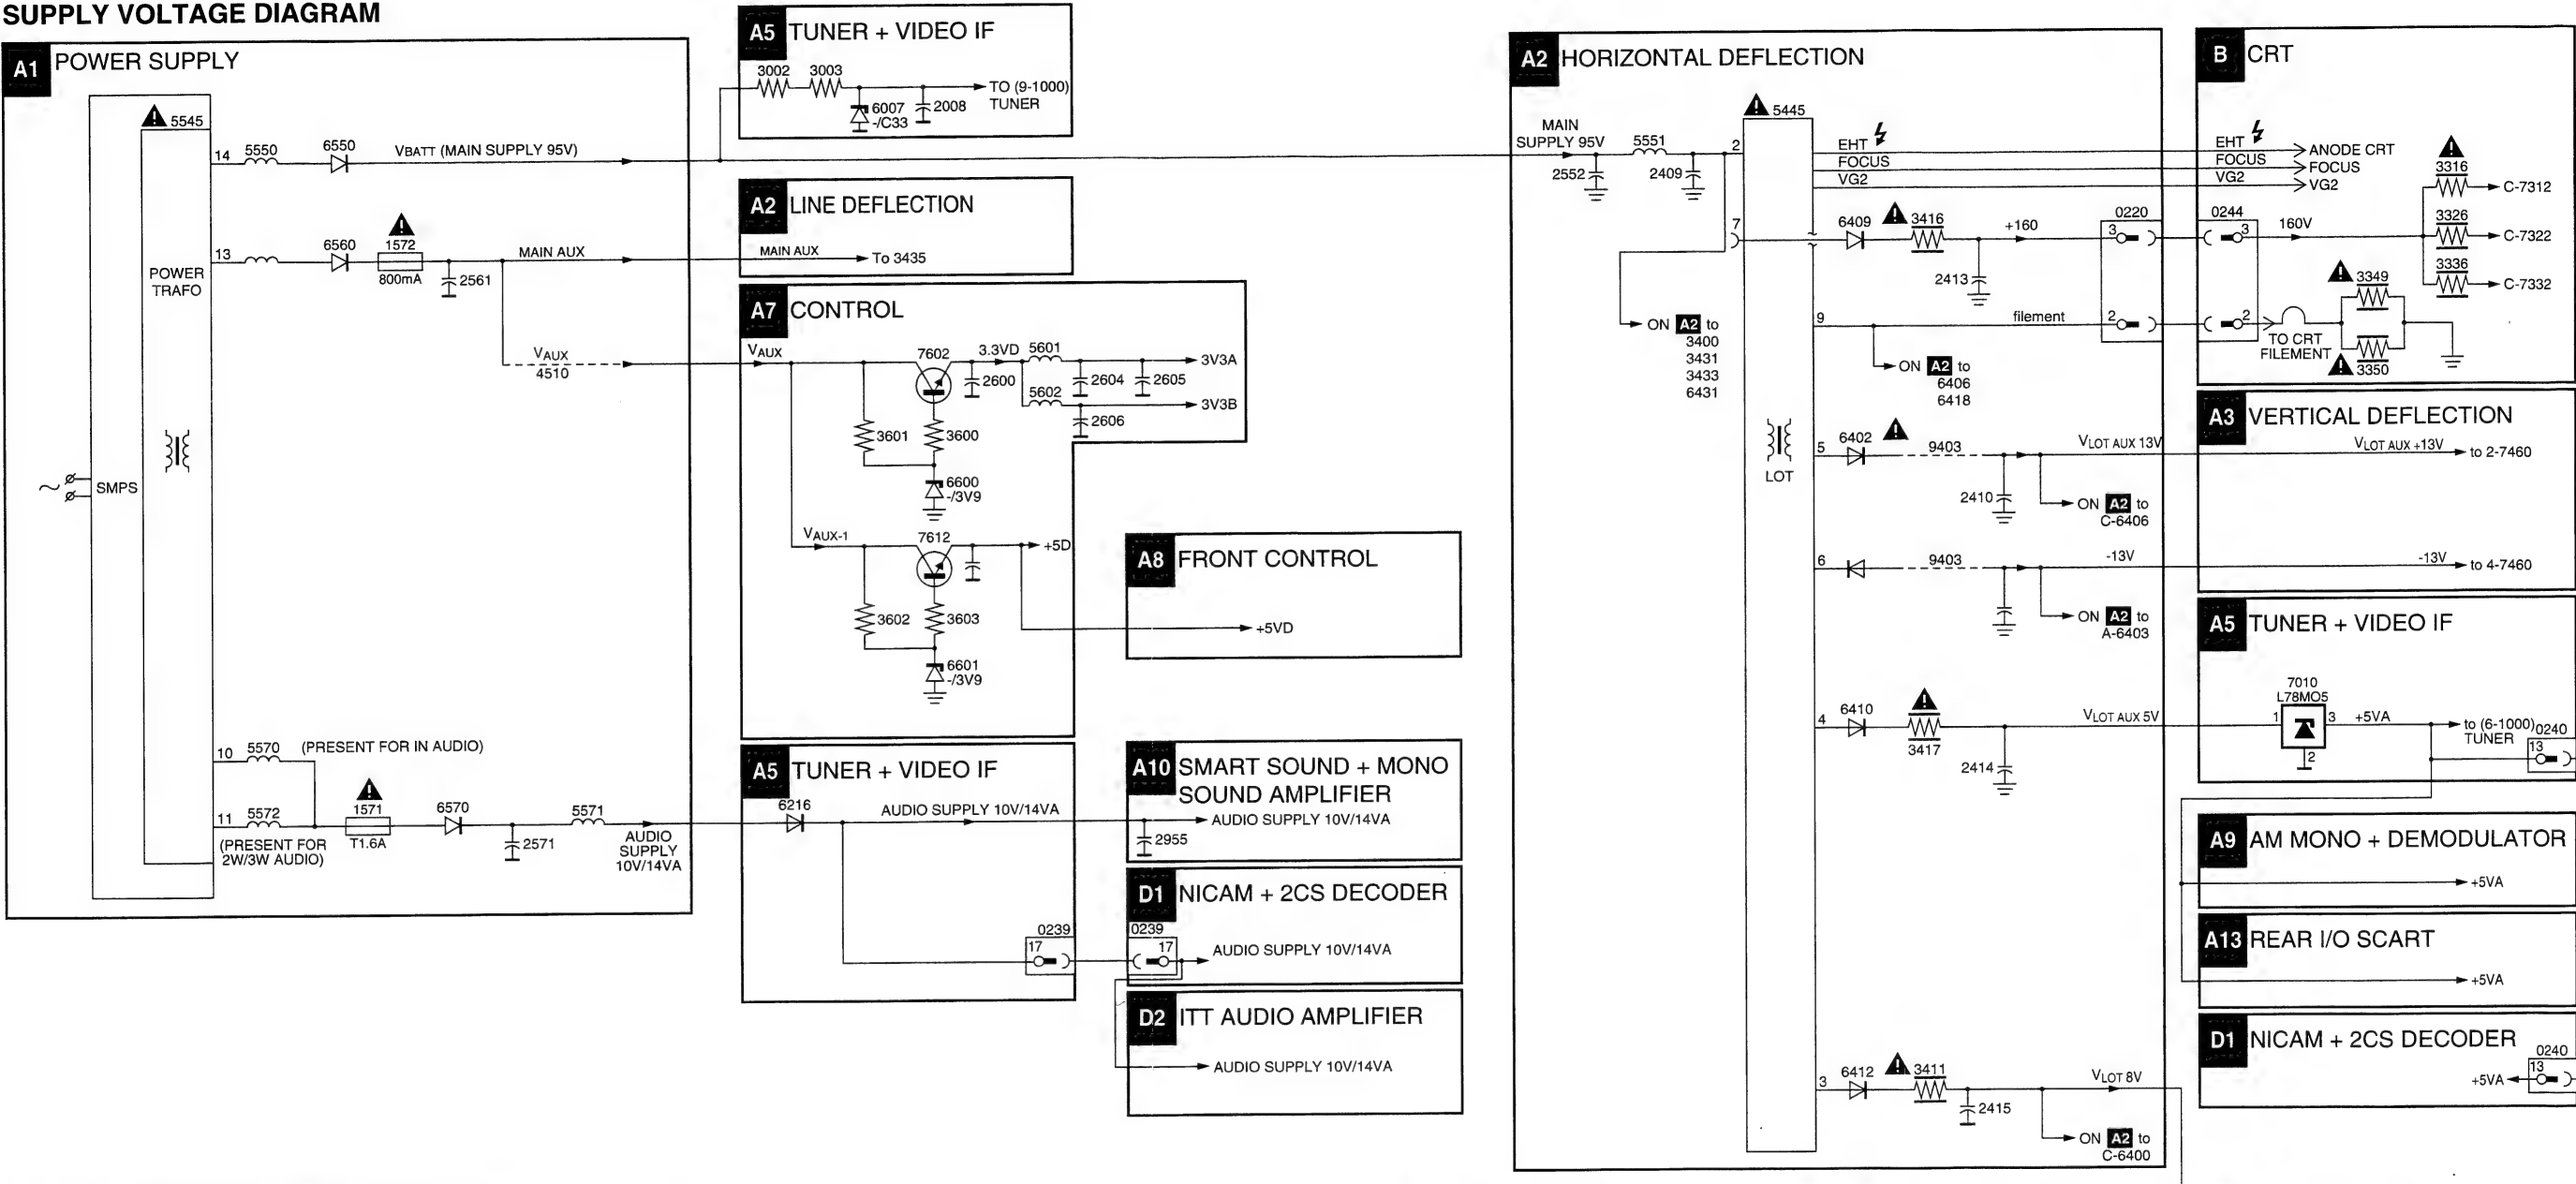 SUPPLY VOLTAGE DIAGRAM
A1 POWER SUPPLY
5545
14 5550 6550 VBATT (MAIN SUPPLY 95V)
13 6560 1572 MAIN AUX
800mA 2561
POWER
TRAFO
VAUX
4510
SMPS
10 5570 (PRESENT FOR IN AUDIO)
11 5572 1571 6570 5571
(PRESENT FOR
2W/3W AUDIO)
T1.6A 2571
AUDIO
SUPPLY
10V/14VA
A5 TUNER + VIDEO IF
3002 3003
TO (9-1000)
TUNER
6007
-/C33
2008
A2 LINE DEFLECTION
MAIN AUX To 3435
A7 CONTROL
VAUX 7602 3.3VD 5601 3V3A
2600 2604 2605
5602 3V3B
2606
3601 3600
6600
-/3V9
VAUX-1 7612 +5D
3602 3603
6601
-/3V9
A8 FRONT CONTROL
+5VD
A5 TUNER + VIDEO IF
6216 AUDIO SUPPLY 10V/14VA
0239
17
A10 SMART SOUND + MONO
SOUND AMPLIFIER
AUDIO SUPPLY 10V/14VA
2955
D1 NICAM + 2CS DECODER
0239
17 AUDIO SUPPLY 10V/14VA
D2 ITT AUDIO AMPLIFIER
AUDIO SUPPLY 10V/14VA
A2 HORIZONTAL DEFLECTION
5445
MAIN
SUPPLY 95V
5551 2
2552 2409
EHT
FOCUS
VG2
7 6409 3416 +160 0220
3
2413
ON A2 to
3400
3431
3433
6431
9 filement 2
ON A2 to
6406
6418
LOT
5 6402 9403 VLOT AUX 13V
2410
ON A2 to
C-6406
6 9403 -13V
ON A2 to
A-6403
4 6410 VLOT AUX 5V
3417
2414
3 6412 3411 VLOT 8V
2415
ON A2 to
C-6400
B CRT
EHT ANODE CRT
FOCUS FOCUS
VG2 VG2
3316 C-7312
0244 3326
3 160V C-7322
3336 C-7332
3349
2
TO CRT
FILEMENT
3350
A3 VERTICAL DEFLECTION
VLOT AUX +13V to 2-7460
-13V to 4-7460
A5 TUNER + VIDEO IF
7010
L78MO5
1 3 +5VA to (6-1000)
TUNER
2
0240
13
A9 AM MONO + DEMODULATOR
+5VA
A13 REAR I/O SCART
+5VA
D1 NICAM + 2CS DECODER
0240
+5VA 13